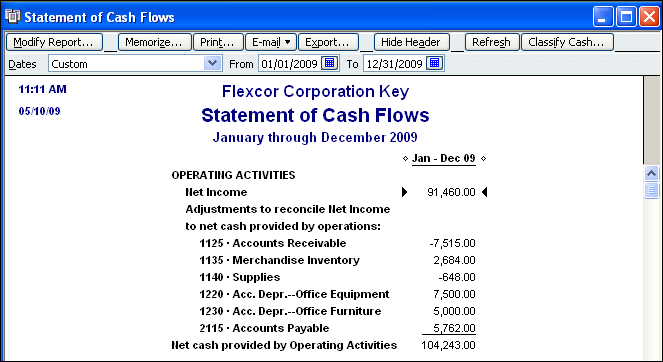 Statement of Cash Flows
Modify Report... Memorize... Print... E-mail Export... Hide Header Refresh Classify Cash...
Dates Custom From 01/01/2009 To 12/31/2009
11:11 AM
05/10/09
Flexcor Corporation Key
Statement of Cash Flows
January through December 2009
Jan - Dec 09
OPERATING ACTIVITIES
Net Income 91,460.00
Adjustments to reconcile Net Income
to net cash provided by operations:
1125 · Accounts Receivable -7,515.00
1135 · Merchandise Inventory 2,684.00
1140 · Supplies -648.00
1220 · Acc. Depr.--Office Equipment 7,500.00
1230 · Acc. Depr.--Office Furniture 5,000.00
2115 · Accounts Payable 5,762.00
Net cash provided by Operating Activities 104,243.00